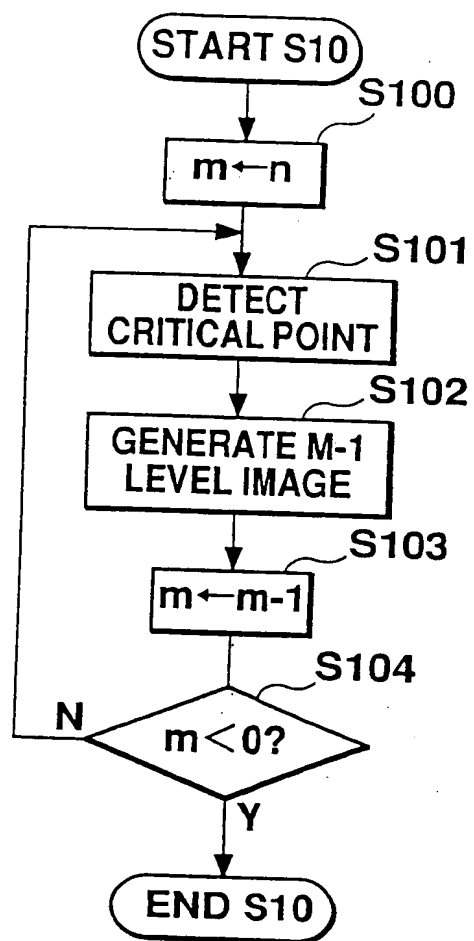 START S10
S100
m←n
S101
DETECT
CRITICAL POINT
S102
GENERATE M-1
LEVEL IMAGE
S103
m←m-1
S104
N
m<0?
Y
END S10